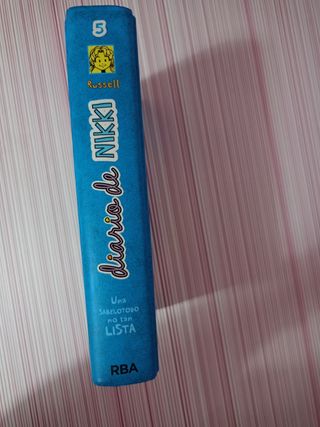 5
Russell
diario de NIKKI
Una
SABELOTODO
no tan
LISTA
RBA